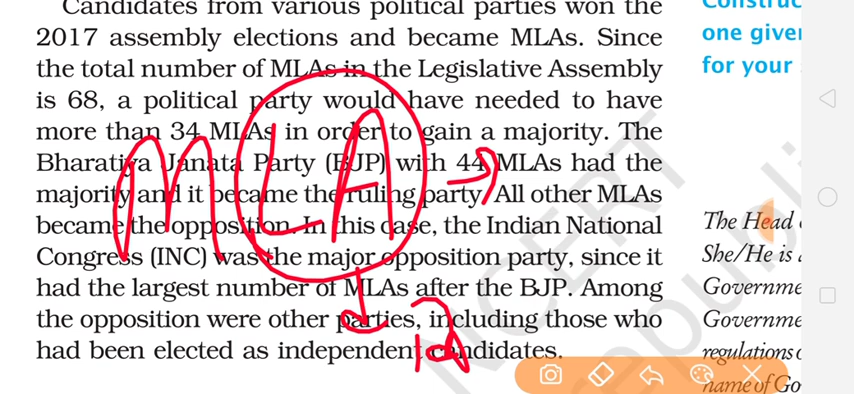 Candidates from various political parties won the
2017 assembly elections and became MLAs. Since
the total number of MLAs in the Legislative Assembly
is 68, a political party would have needed to have
more than 34 MLAs in order to gain a majority. The
Bharatiya Janata Party (BJP) with 44 MLAs had the
majority and it became the ruling party. All other MLAs
became the opposition. In this case, the Indian National
Congress (INC) was the major opposition party, since it
had the largest number of MLAs after the BJP. Among
the opposition were other parties, including those who
had been elected as independent candidates.
MLA
one give
for your
The Head
She/He is
Governme
Governme
regulations
name of Go
NCERT
republi